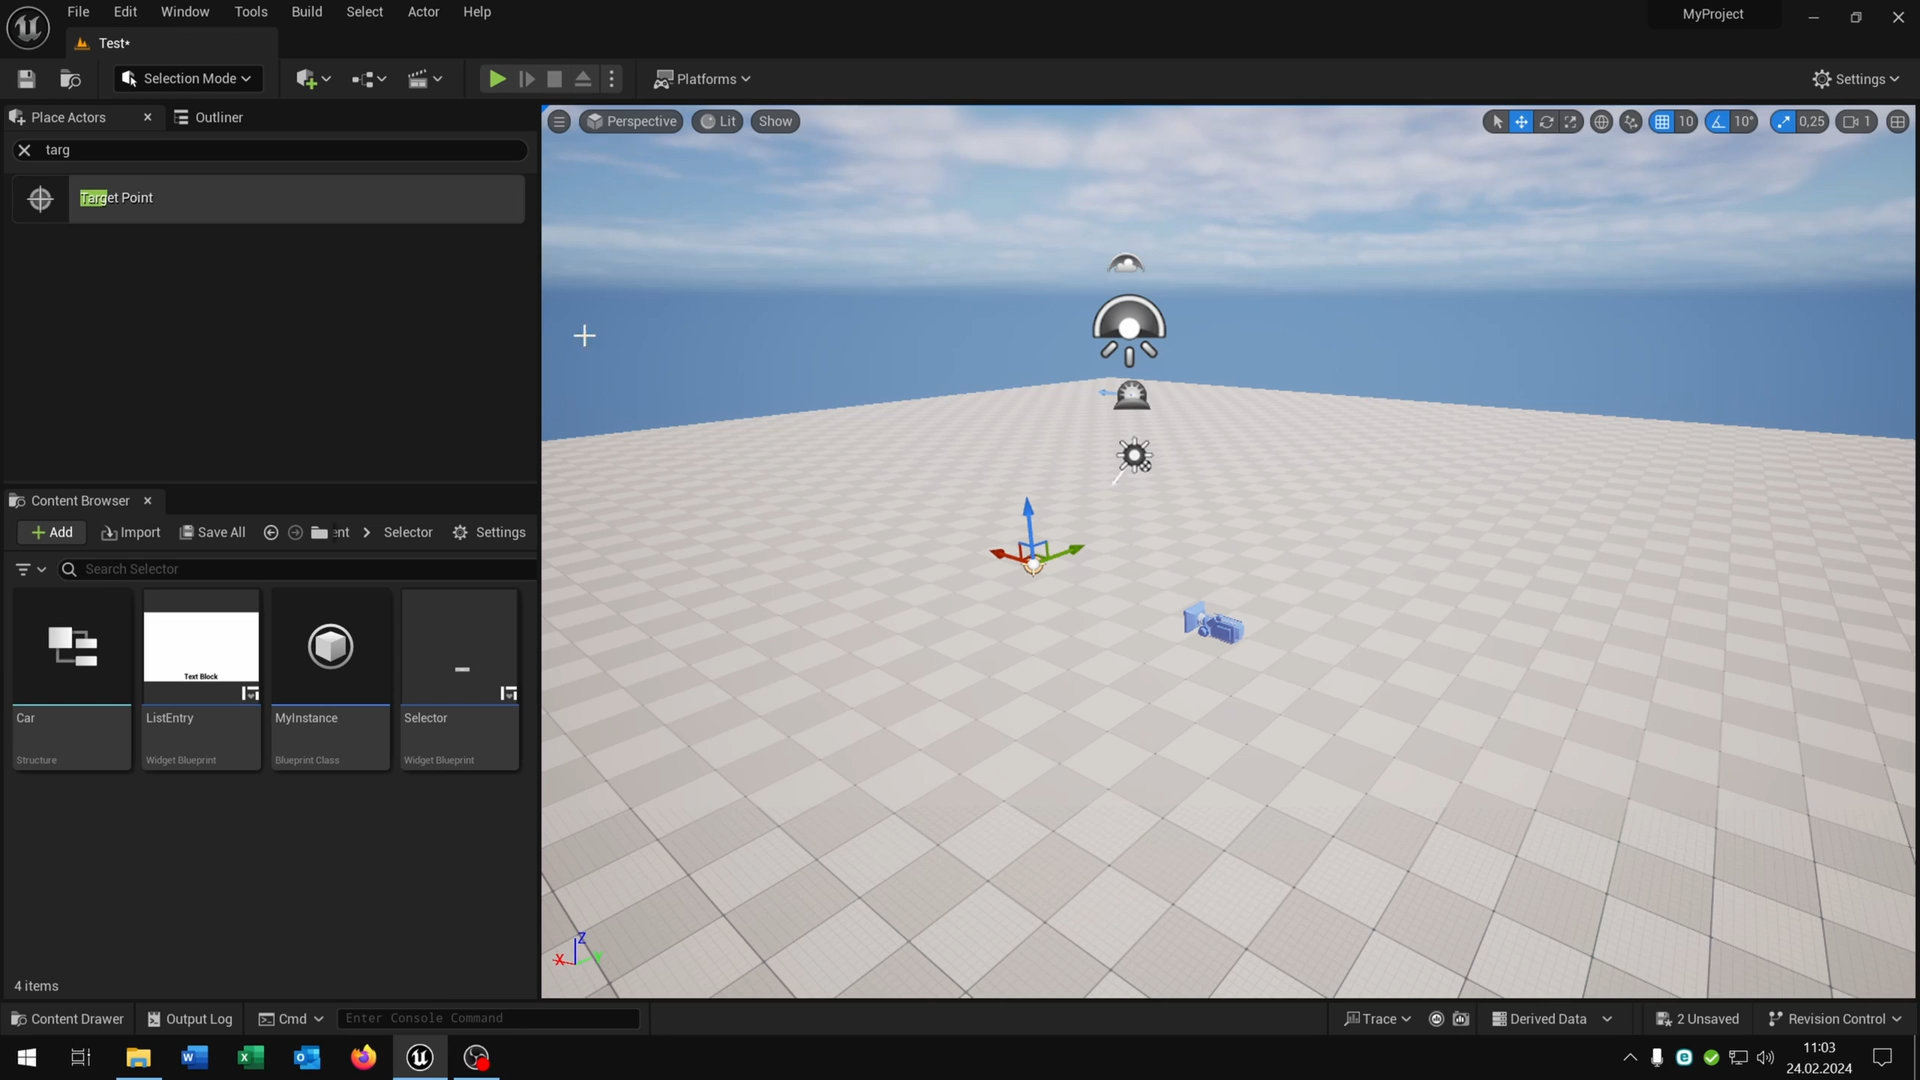 File Edit Window Tools Build Select Actor Help
MyProject
Test*
Selection Mode
Platforms
Settings
Place Actors
Outliner
Perspective
Lit
Show
10
10°
0,25
1
targ
Target Point
Content Browser
Add
Import
Save All
ent
Selector
Settings
Search Selector
Text Block
Car
ListEntry
MyInstance
Selector
Structure
Widget Blueprint
Blueprint Class
Widget Blueprint
Z
X
Y
4 items
Content Drawer
Output Log
Cmd
Enter Console Command
Trace
Derived Data
2 Unsaved
Revision Control
11:03
24.02.2024